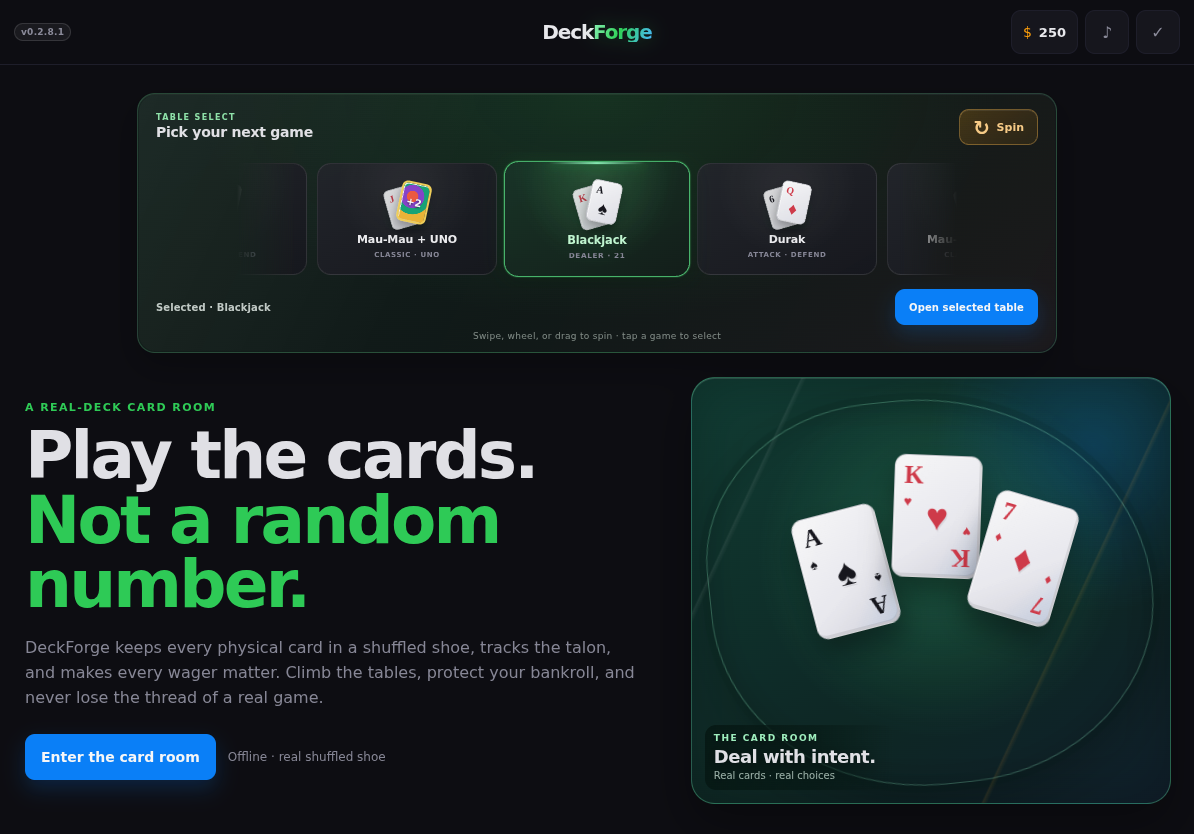 v0.2.8.1
DeckForge
$ 250
♪
✓
TABLE SELECT
Pick your next game
↻ Spin
J +2
Mau-Mau + UNO
CLASSIC · UNO
K A ♠
Blackjack
DEALER · 21
6 Q ♦
Durak
ATTACK · DEFEND
Mau
Selected · Blackjack
Open selected table
Swipe, wheel, or drag to spin · tap a game to select
A REAL-DECK CARD ROOM
Play the cards.
Not a random
number.
DeckForge keeps every physical card in a shuffled shoe, tracks the talon,
and makes every wager matter. Climb the tables, protect your bankroll, and
never lose the thread of a real game.
Enter the card room
Offline · real shuffled shoe
A ♠ ♠ ♠ A
K ♥ ♥ ♥ K
7 ♦ ♦ ♦ 7
THE CARD ROOM
Deal with intent.
Real cards · real choices